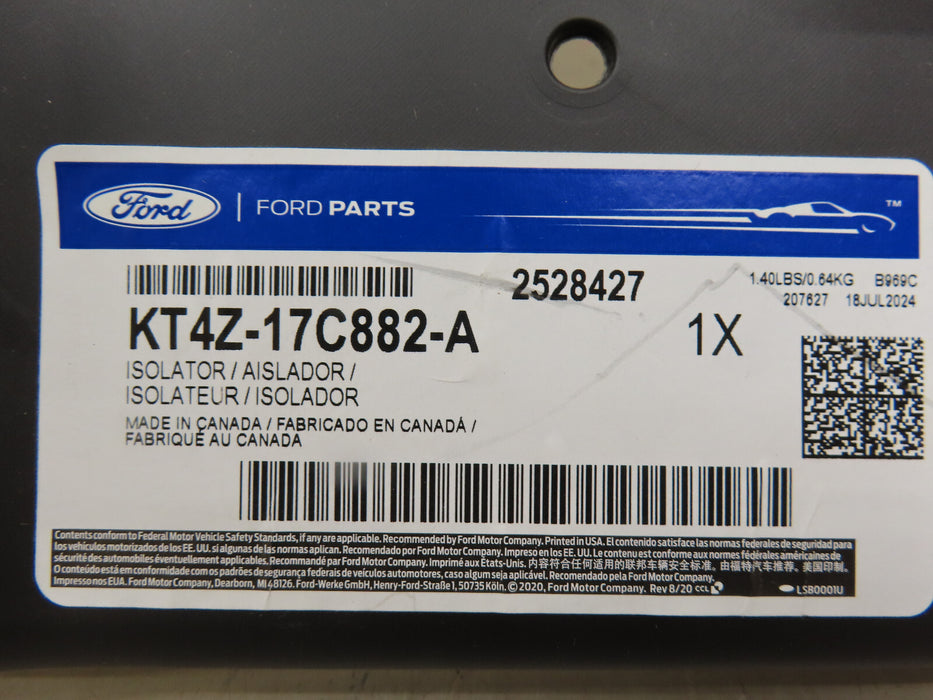 Ford | FORD PARTS ™
2528427
1.40LBS/0.64KG B969C
207627 18JUL2024
KT4Z-17C882-A
1X
ISOLATOR / AISLADOR /
ISOLATEUR / ISOLADOR
MADE IN CANADA / FABRICADO EN CANADÁ /
FABRIQUÉ AU CANADA
Contents conform to Federal Motor Vehicle Safety Standards, if any are applicable. Recommended by Ford Motor Company. Printed in USA. El contenido satisface las normas federales de seguridad para
los vehículos motorizados de los EE. UU. si algunas de las normas aplican. Recomendado por Ford Motor Company. Impreso en los EE. UU. Le contenu est conforme aux normes fédérales américaines de
sécurité des automobiles éventuellement applicables. Recommandé par Ford Motor Company. Imprimé aux États-Unis. 内容符合任何适用的联邦车辆安全标准。由福特汽车推荐。美国印制。
O conteúdo está em conformidade com os padrões de segurança federal de veículos automotores, caso algum seja aplicável. Recomendado pela Ford Motor Company.
Impresso nos EUA. Ford Motor Company, Dearborn, MI 48126. Ford-Werke GmbH, Henry-Ford-Straße 1, 50735 Köln. © 2020, Ford Motor Company. Rev 8/20 CCL LSB0001U